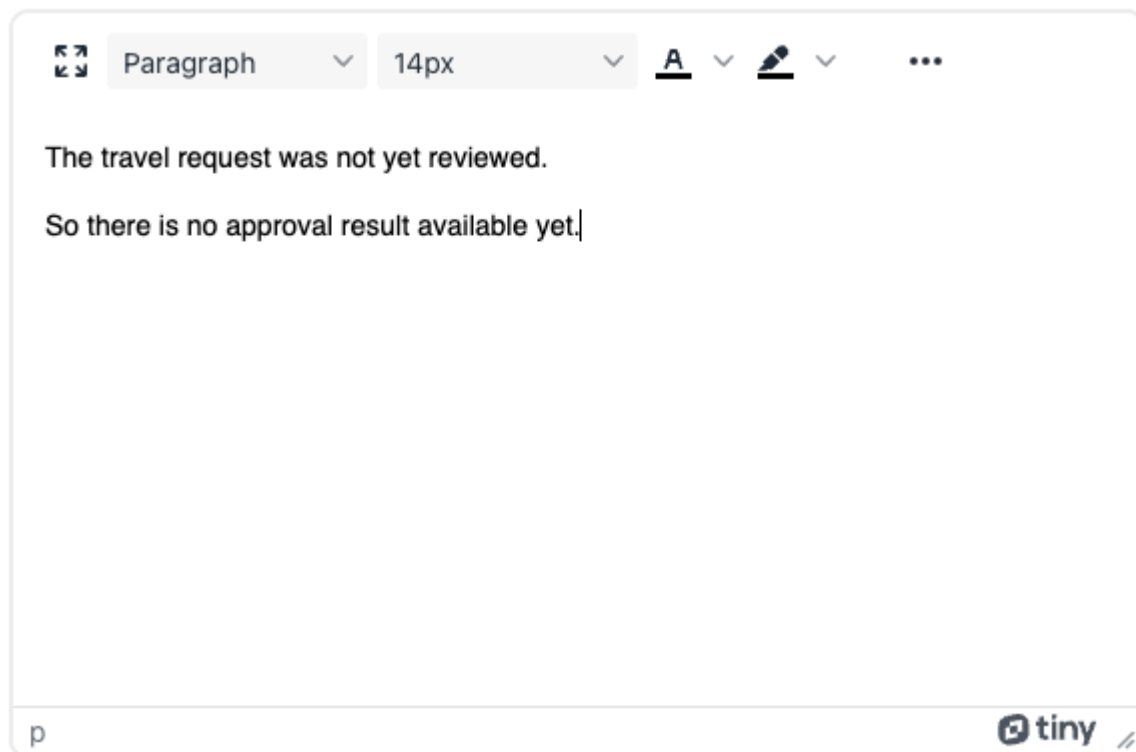 Paragraph 14px A
The travel request was not yet reviewed.
So there is no approval result available yet.
p tiny